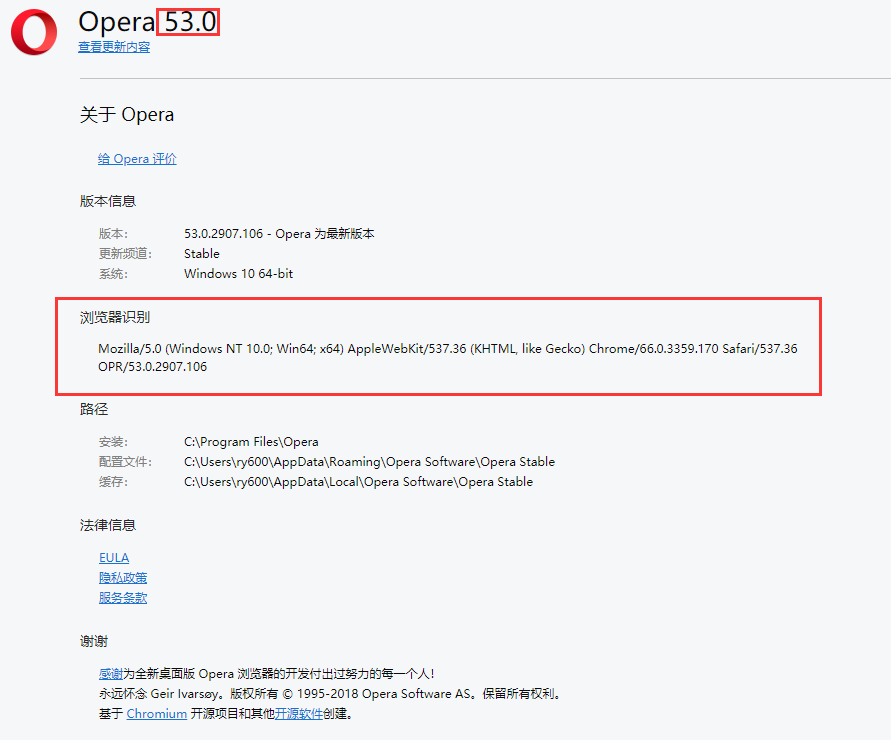 Opera 53.0
查看更新内容
关于 Opera
给 Opera 评价
版本信息
版本: 53.0.2907.106 - Opera 为最新版本
更新频道: Stable
系统: Windows 10 64-bit
浏览器识别
Mozilla/5.0 (Windows NT 10.0; Win64; x64) AppleWebKit/537.36 (KHTML, like Gecko) Chrome/66.0.3359.170 Safari/537.36
OPR/53.0.2907.106
路径
安装: C:\Program Files\Opera
配置文件: C:\Users\ry600\AppData\Roaming\Opera Software\Opera Stable
缓存: C:\Users\ry600\AppData\Local\Opera Software\Opera Stable
法律信息
EULA
隐私政策
服务条款
谢谢
感谢为全新桌面版 Opera 浏览器的开发付出过努力的每一个人!
永远怀念 Geir Ivarsøy。版权所有 © 1995-2018 Opera Software AS。保留所有权利。
基于 Chromium 开源项目和其他开源软件创建。